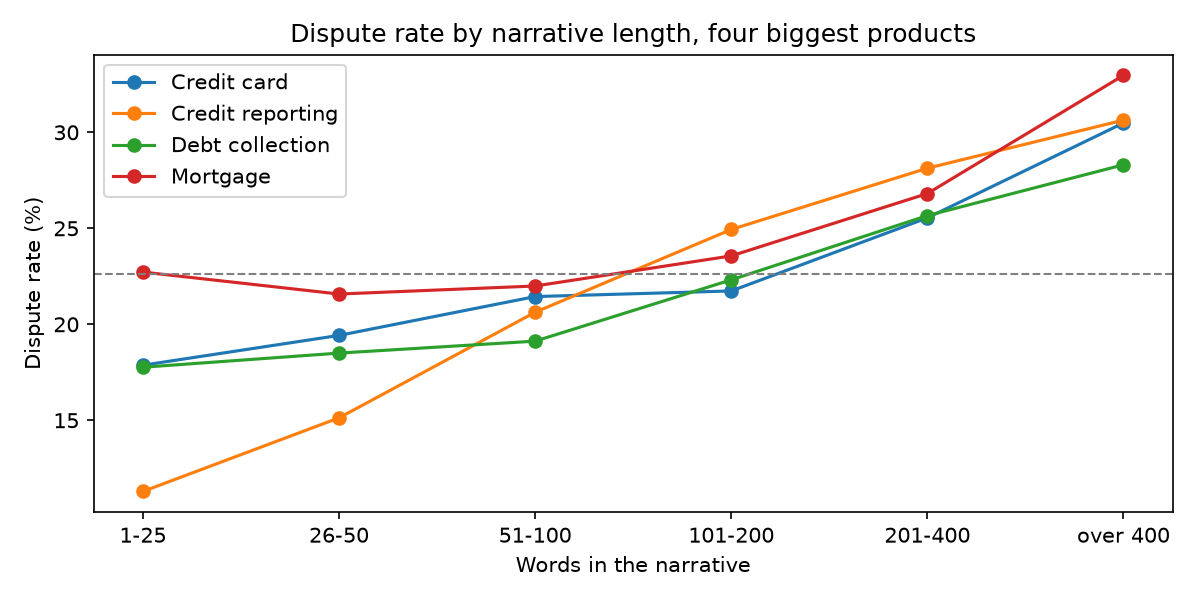 Dispute rate by narrative length, four biggest products
Credit card
Credit reporting
Debt collection
Mortgage
Dispute rate (%)
30
25
20
15
1-25
26-50
51-100
101-200
201-400
over 400
Words in the narrative